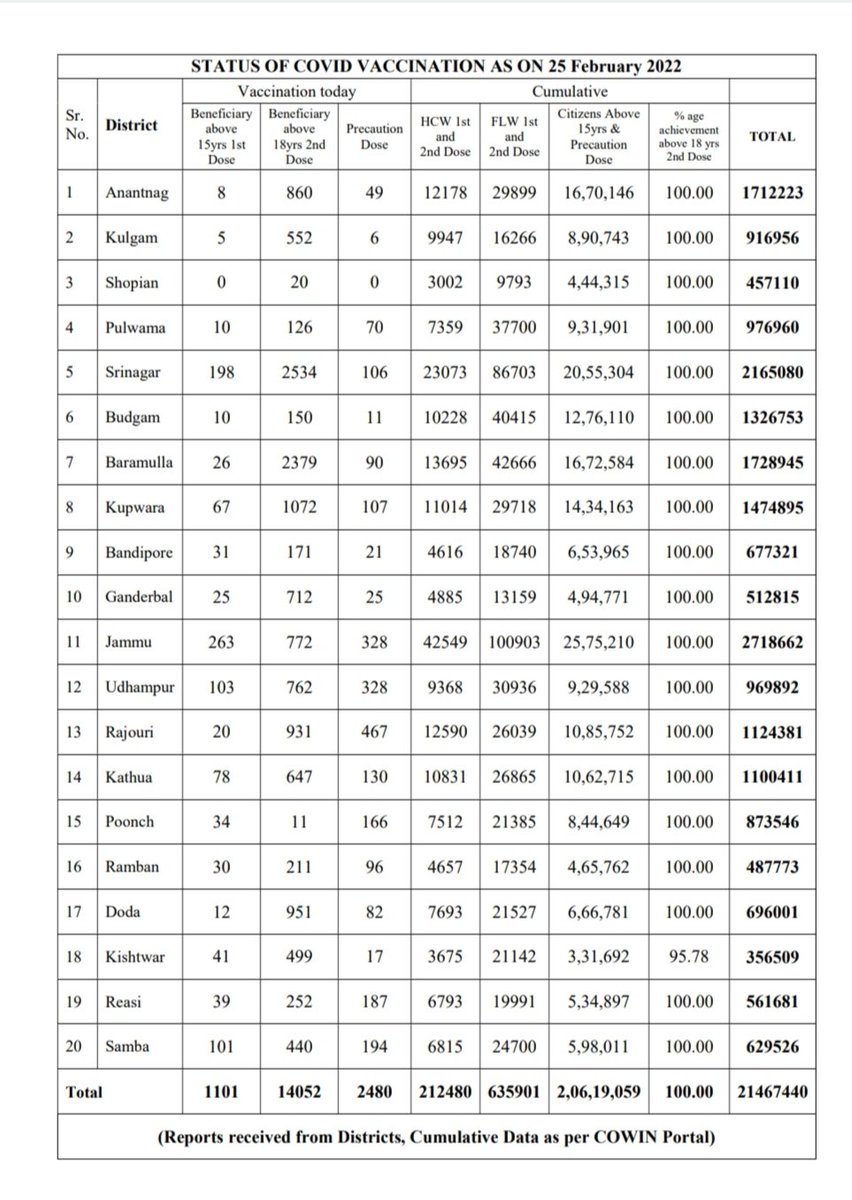 STATUS OF COVID VACCINATION AS ON 25 February 2022
Sr. No. District Vaccination today Cumulative
Beneficiary above 15yrs 1st Dose Beneficiary above 18yrs 2nd Dose Precaution Dose HCW 1st and 2nd Dose FLW 1st and 2nd Dose Citizens Above 15yrs & Precaution Dose % age achievement above 18 yrs 2nd Dose TOTAL
1 Anantnag 8 860 49 12178 29899 16,70,146 100.00 1712223
2 Kulgam 5 552 6 9947 16266 8,90,743 100.00 916956
3 Shopian 0 20 0 3002 9793 4,44,315 100.00 457110
4 Pulwama 10 126 70 7359 37700 9,31,901 100.00 976960
5 Srinagar 198 2534 106 23073 86703 20,55,304 100.00 2165080
6 Budgam 10 150 11 10228 40415 12,76,110 100.00 1326753
7 Baramulla 26 2379 90 13695 42666 16,72,584 100.00 1728945
8 Kupwara 67 1072 107 11014 29718 14,34,163 100.00 1474895
9 Bandipore 31 171 21 4616 18740 6,53,965 100.00 677321
10 Ganderbal 25 712 25 4885 13159 4,94,771 100.00 512815
11 Jammu 263 772 328 42549 100903 25,75,210 100.00 2718662
12 Udhampur 103 762 328 9368 30936 9,29,588 100.00 969892
13 Rajouri 20 931 467 12590 26039 10,85,752 100.00 1124381
14 Kathua 78 647 130 10831 26865 10,62,715 100.00 1100411
15 Poonch 34 11 166 7512 21385 8,44,649 100.00 873546
16 Ramban 30 211 96 4657 17354 4,65,762 100.00 487773
17 Doda 12 951 82 7693 21527 6,66,781 100.00 696001
18 Kishtwar 41 499 17 3675 21142 3,31,692 95.78 356509
19 Reasi 39 252 187 6793 19991 5,34,897 100.00 561681
20 Samba 101 440 194 6815 24700 5,98,011 100.00 629526
Total 1101 14052 2480 212480 635901 2,06,19,059 100.00 21467440
(Reports received from Districts, Cumulative Data as per COWIN Portal)